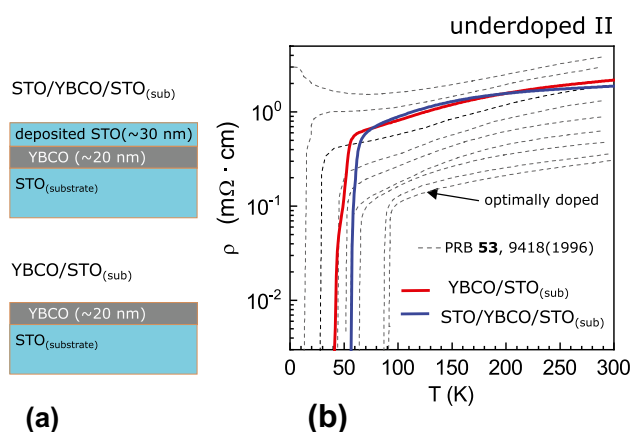 underdoped II
STO/YBCO/STO(sub)
deposited STO(~30 nm)
YBCO (~20 nm)
STO(substrate)
YBCO/STO(sub)
YBCO (~20 nm)
STO(substrate)
(a)
ρ (mΩ · cm)
10^0
10^-1
10^-2
optimally doped
PRB 53, 9418(1996)
YBCO/STO(sub)
STO/YBCO/STO(sub)
0 50 100 150 200 250 300
T (K)
(b)